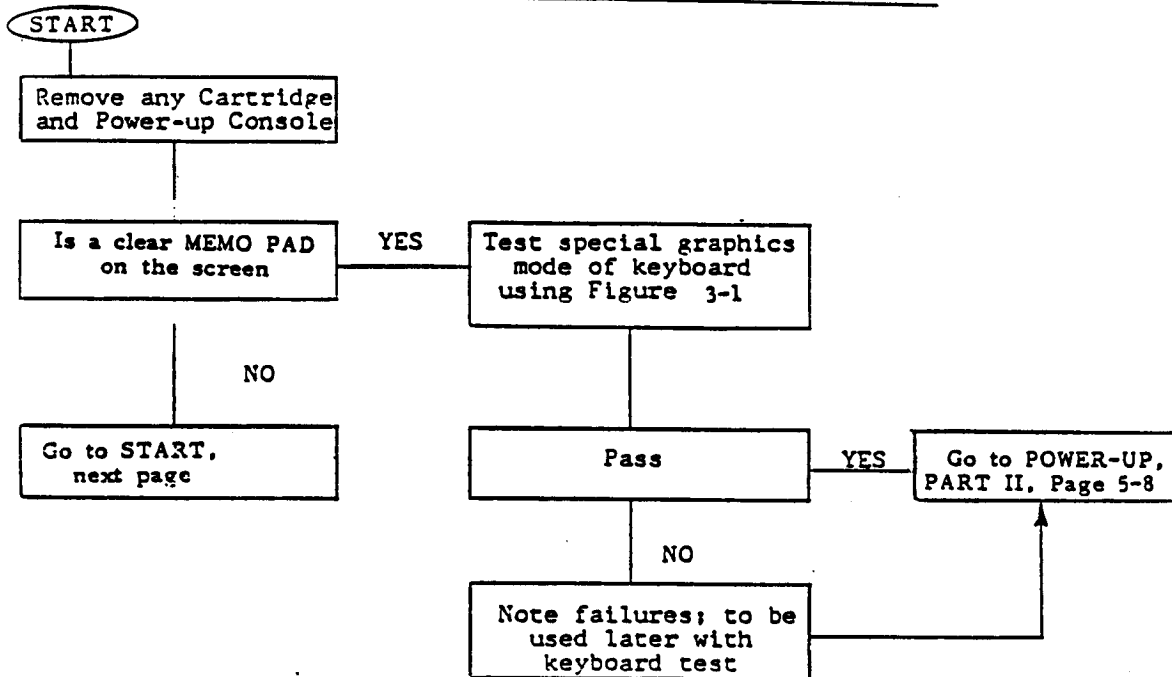 START
Remove any Cartridge
and Power-up Console
Is a clear MEMO PAD
on the screen
YES
Test special graphics
mode of keyboard
using Figure 3-1
NO
Go to START,
next page
Pass
YES
Go to POWER-UP,
PART II, Page 5-8
NO
Note failures; to be
used later with
keyboard test